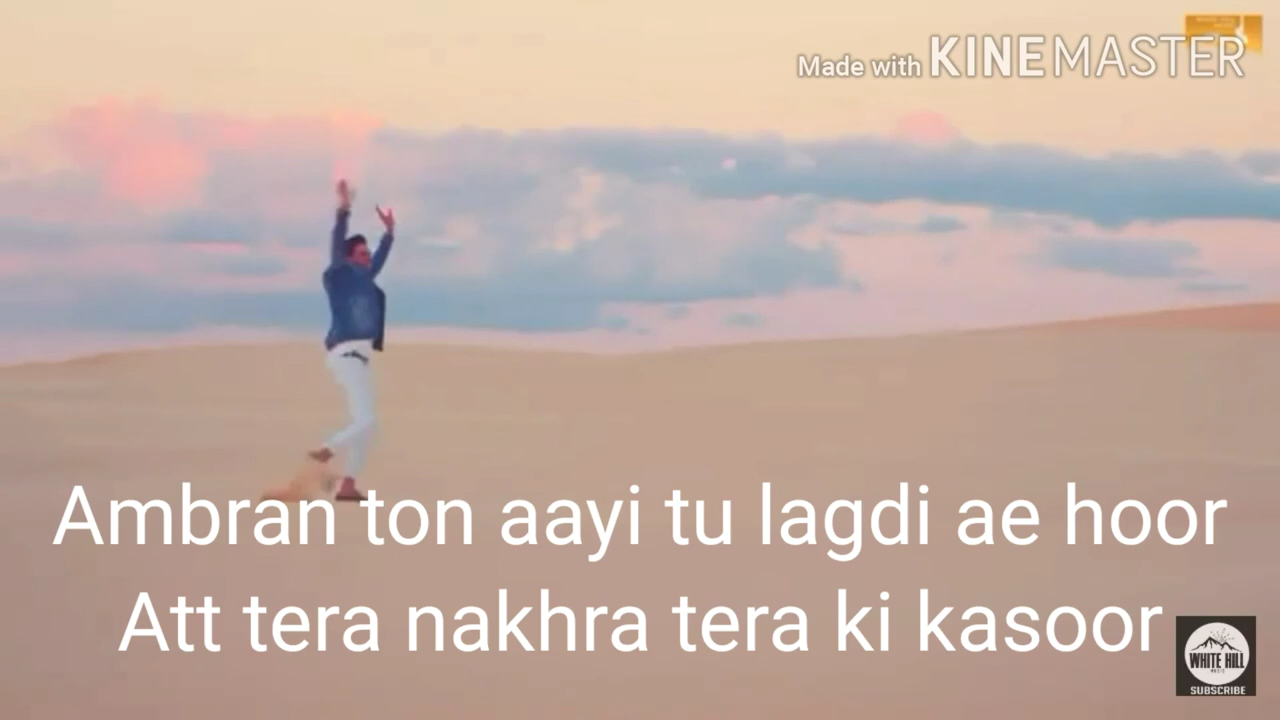 Made with KINEMASTER
Ambran ton aayi tu lagdi ae hoor
Att tera nakhra tera ki kasoor
WHITE HILL
MUSIC
SUBSCRIBE